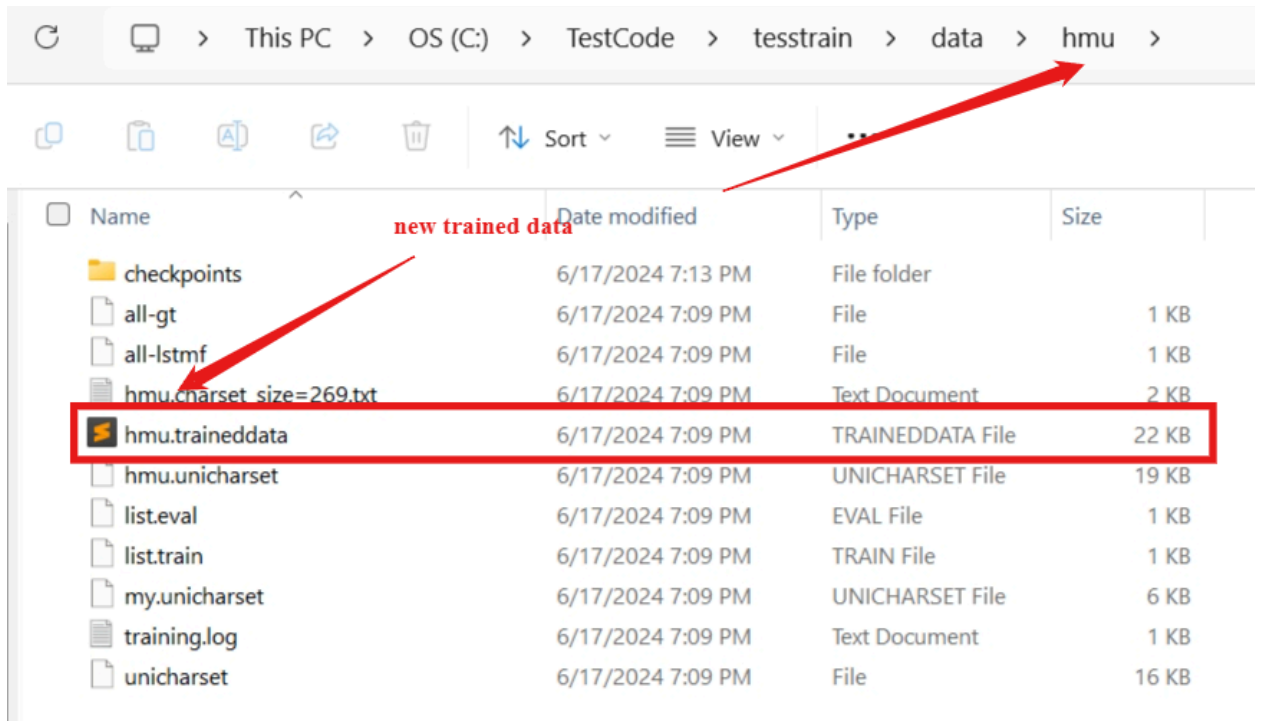 This PC > OS (C:) > TestCode > tesstrain > data > hmu >
Sort View
Name Date modified Type Size
new trained data
checkpoints 6/17/2024 7:13 PM File folder
all-gt 6/17/2024 7:09 PM File 1 KB
all-lstmf 6/17/2024 7:09 PM File 1 KB
hmu.charset_size=269.txt 6/17/2024 7:09 PM Text Document 2 KB
hmu.traineddata 6/17/2024 7:09 PM TRAINEDDATA File 22 KB
hmu.unicharset 6/17/2024 7:09 PM UNICHARSET File 19 KB
list.eval 6/17/2024 7:09 PM EVAL File 1 KB
list.train 6/17/2024 7:09 PM TRAIN File 1 KB
my.unicharset 6/17/2024 7:09 PM UNICHARSET File 6 KB
training.log 6/17/2024 7:09 PM Text Document 1 KB
unicharset 6/17/2024 7:09 PM File 16 KB